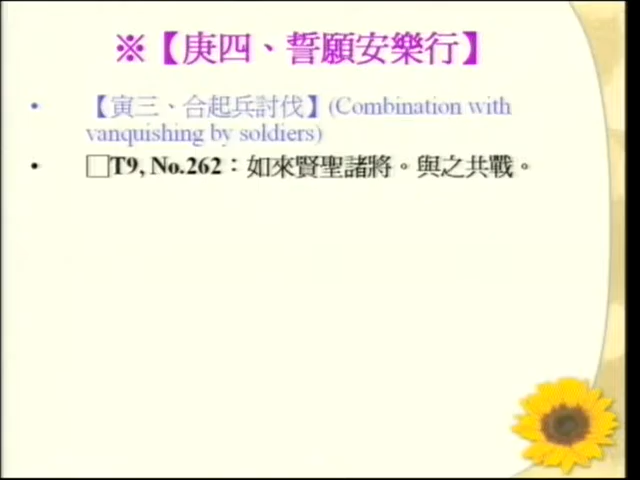 ※【庚四、誓願安樂行】
• 【寅三、合起兵討伐】(Combination with
vanquishing by soldiers)
• □T9, No.262：如來賢聖諸將。與之共戰。